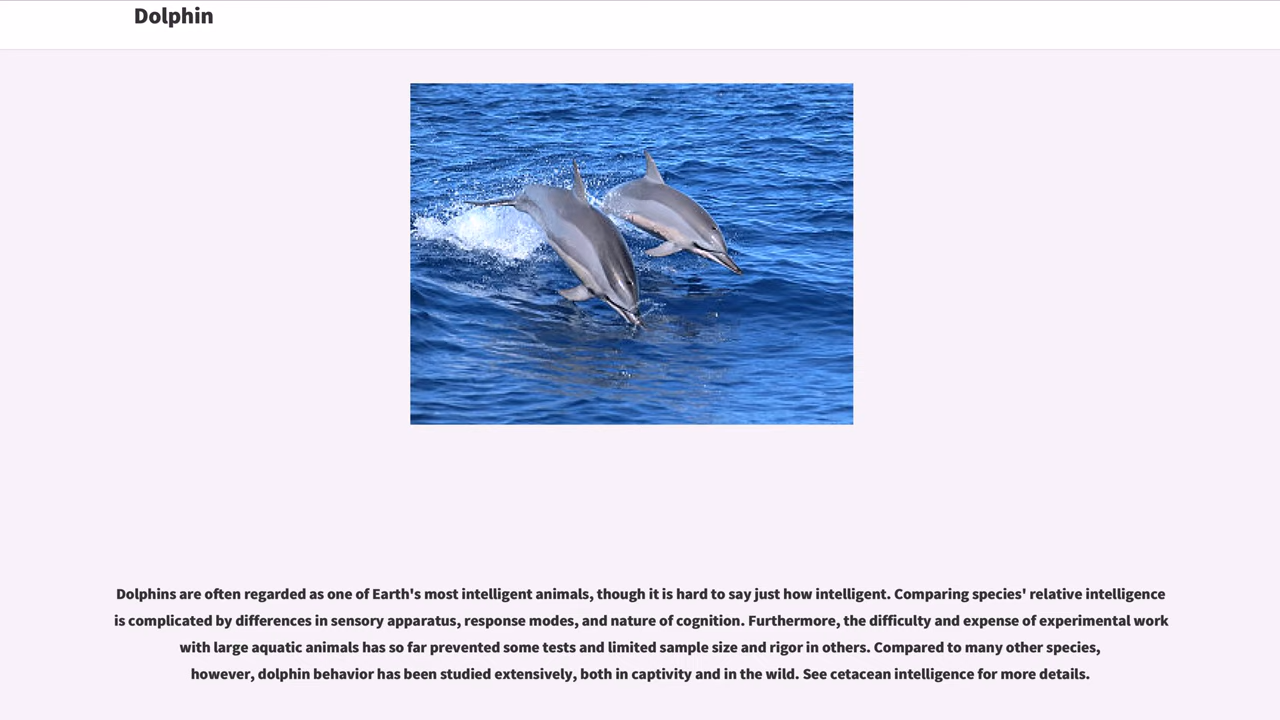 Dolphin
Dolphins are often regarded as one of Earth's most intelligent animals, though it is hard to say just how intelligent. Comparing species' relative intelligence
is complicated by differences in sensory apparatus, response modes, and nature of cognition. Furthermore, the difficulty and expense of experimental work
with large aquatic animals has so far prevented some tests and limited sample size and rigor in others. Compared to many other species,
however, dolphin behavior has been studied extensively, both in captivity and in the wild. See cetacean intelligence for more details.